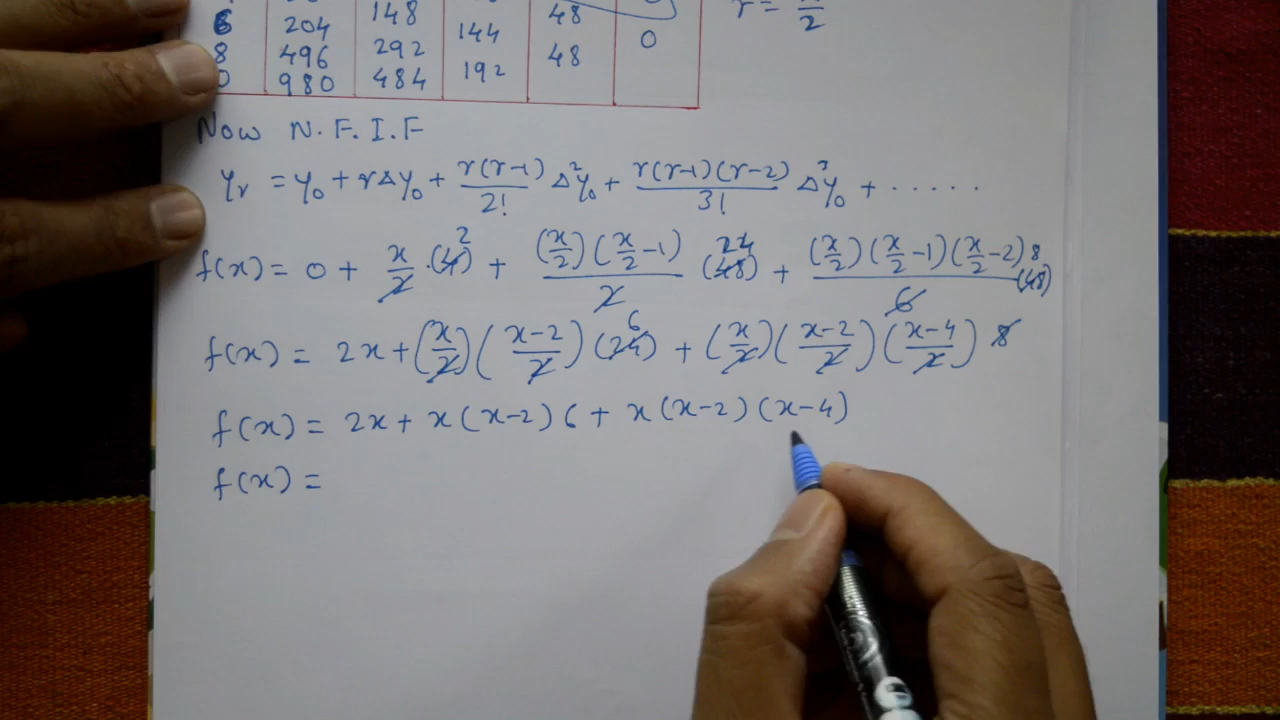 48
6 204 148 144 r = x/2
8 496 292 48 0
0 980 484 192
Now N.F.I.F
yᵣ = y₀ + rΔy₀ + r(r-1)/2! Δ²y₀ + r(r-1)(r-2)/3! Δ³y₀ + ......
f(x) = 0 + x/2 · (4) 2 + (x/2)(x/2-1)/2 (48) 24 + (x/2)(x/2-1)(x/2-2)/6 (48) 8
f(x) = 2x + (x/2)(x-2/2)(24) 6 + (x/2)(x-2/2)(x-4/2) 8
f(x) = 2x + x(x-2)6 + x(x-2)(x-4)
f(x) =